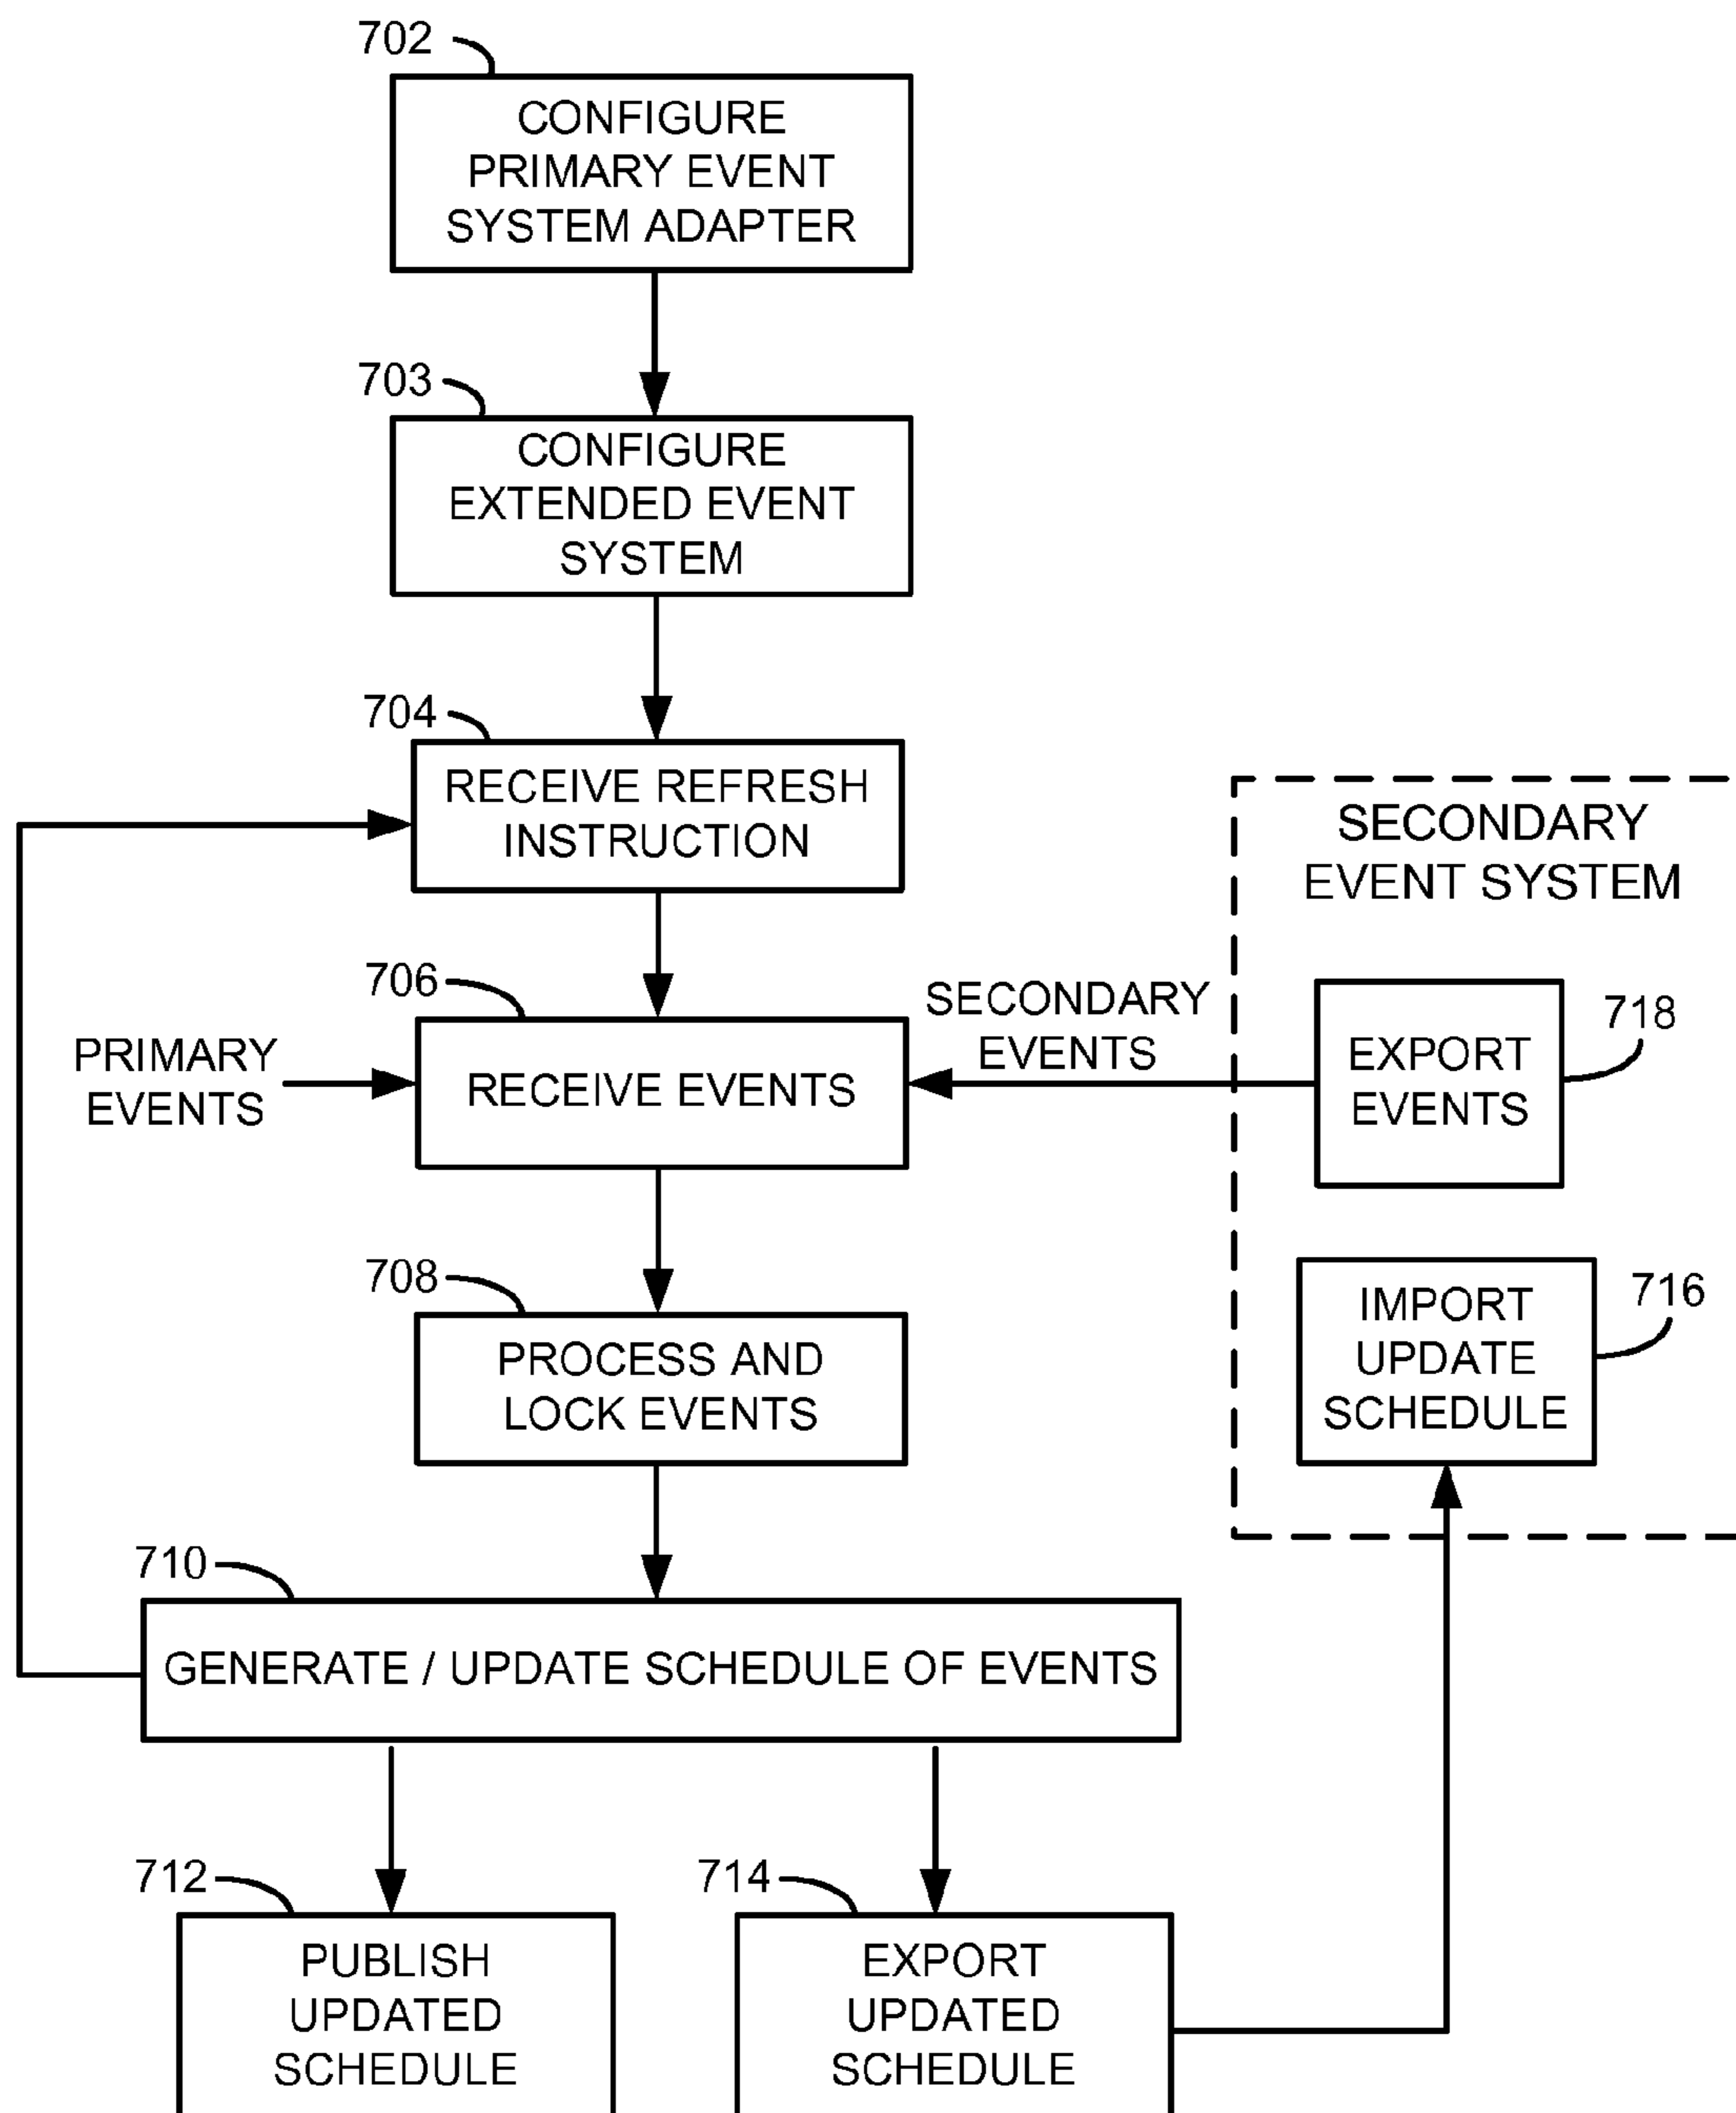 702
CONFIGURE
PRIMARY EVENT
SYSTEM ADAPTER
703
CONFIGURE
EXTENDED EVENT
SYSTEM
704
RECEIVE REFRESH
INSTRUCTION
SECONDARY
EVENT SYSTEM
706
PRIMARY
EVENTS
RECEIVE EVENTS
SECONDARY
EVENTS
EXPORT
EVENTS
718
708
PROCESS AND
LOCK EVENTS
IMPORT
UPDATE
SCHEDULE
716
710
GENERATE / UPDATE SCHEDULE OF EVENTS
712
PUBLISH
UPDATED
SCHEDULE
714
EXPORT
UPDATED
SCHEDULE